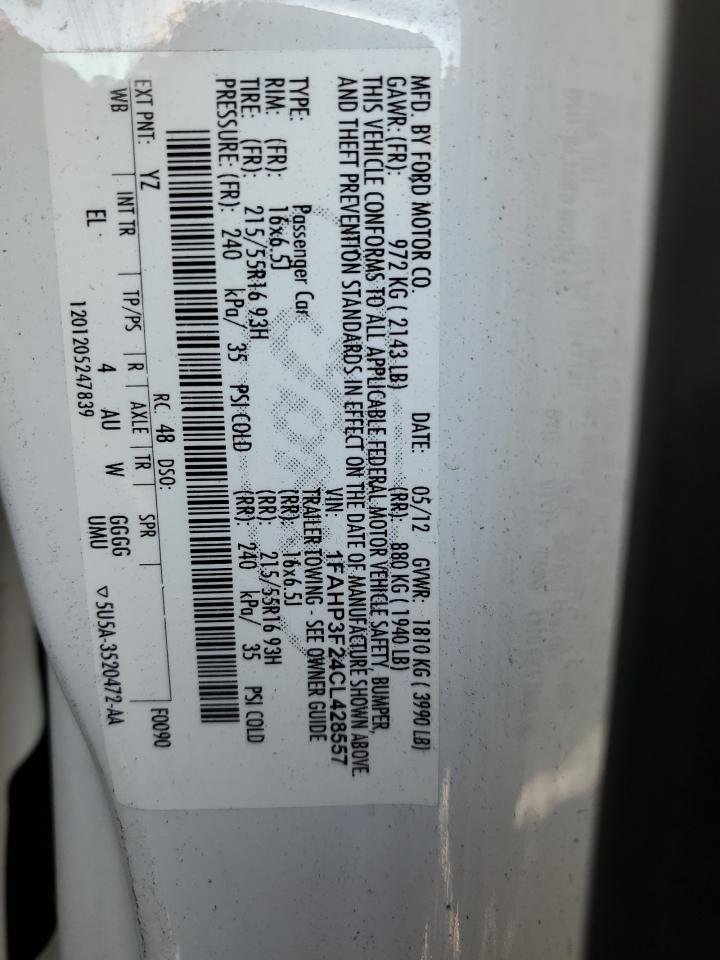 MFD. BY FORD MOTOR CO. DATE: 05/12 GVWR: 1810 KG ( 3990 LB)
GAWR: (FR): 972 KG ( 2143 LB) (RR): 880 KG ( 1940 LB)
THIS VEHICLE CONFORMS TO ALL APPLICABLE FEDERAL MOTOR VEHICLE SAFETY, BUMPER,
AND THEFT PREVENTION STANDARDS IN EFFECT ON THE DATE OF MANUFACTURE SHOWN ABOVE.
VIN: 1FAHP3F24CL428557
TYPE: Passenger Car TRAILER TOWING - SEE OWNER GUIDE
RIM: (FR): 16x6.5J (RR): 16x6.5J
TIRE: (FR): 215/55R16 93H (RR): 215/55R16 93H
PRESSURE: (FR): 240 kPa/ 35 PSI COLD (RR): 240 kPa/ 35 PSI COLD
F0090
EXT PNT: YZ RC: 48 DSO:
WB INT TR TP/PS R AXLE TR SPR
EL 4 AU W GGGG
UMU
1201205247839 5U5A-3520472-AA